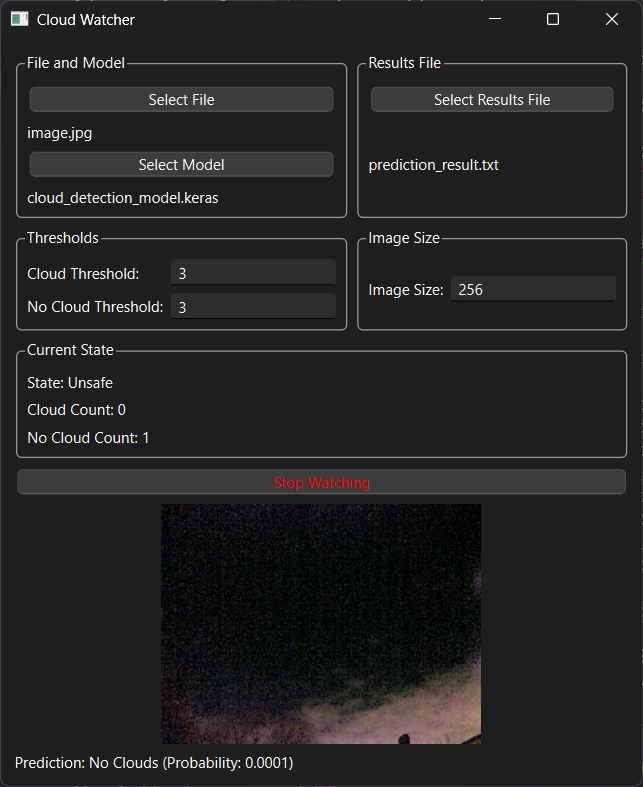 Cloud Watcher
File and Model
Select File
image.jpg
Select Model
cloud_detection_model.keras
Results File
Select Results File
prediction_result.txt
Thresholds
Cloud Threshold: 3
No Cloud Threshold: 3
Image Size
Image Size: 256
Current State
State: Unsafe
Cloud Count: 0
No Cloud Count: 1
Stop Watching
Prediction: No Clouds (Probability: 0.0001)